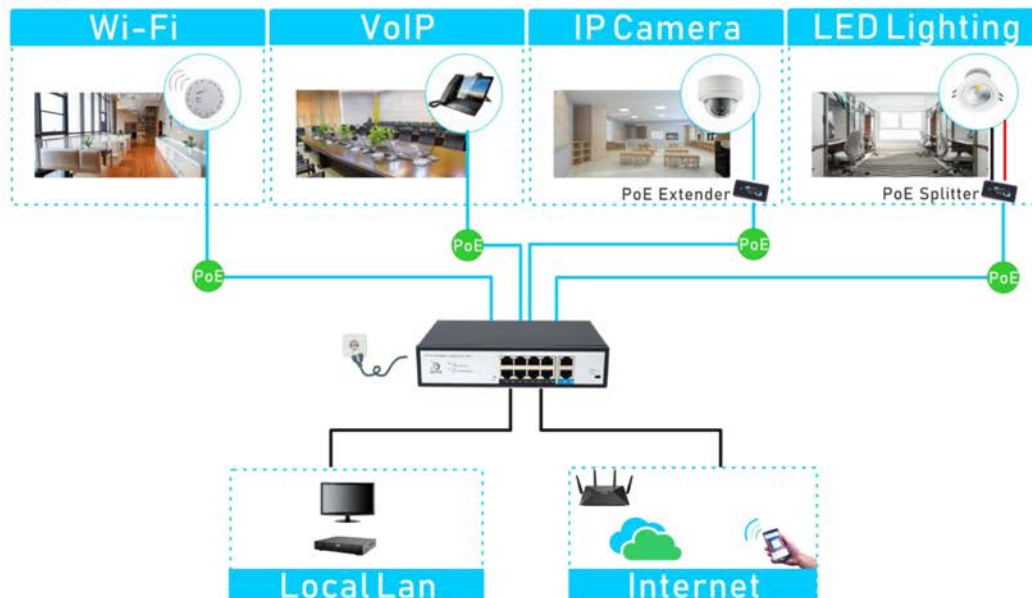 Wi-Fi
VoIP
IP Camera
LED Lighting
PoE Extender
PoE Splitter
PoE
PoE
PoE
PoE
Local Lan
Internet